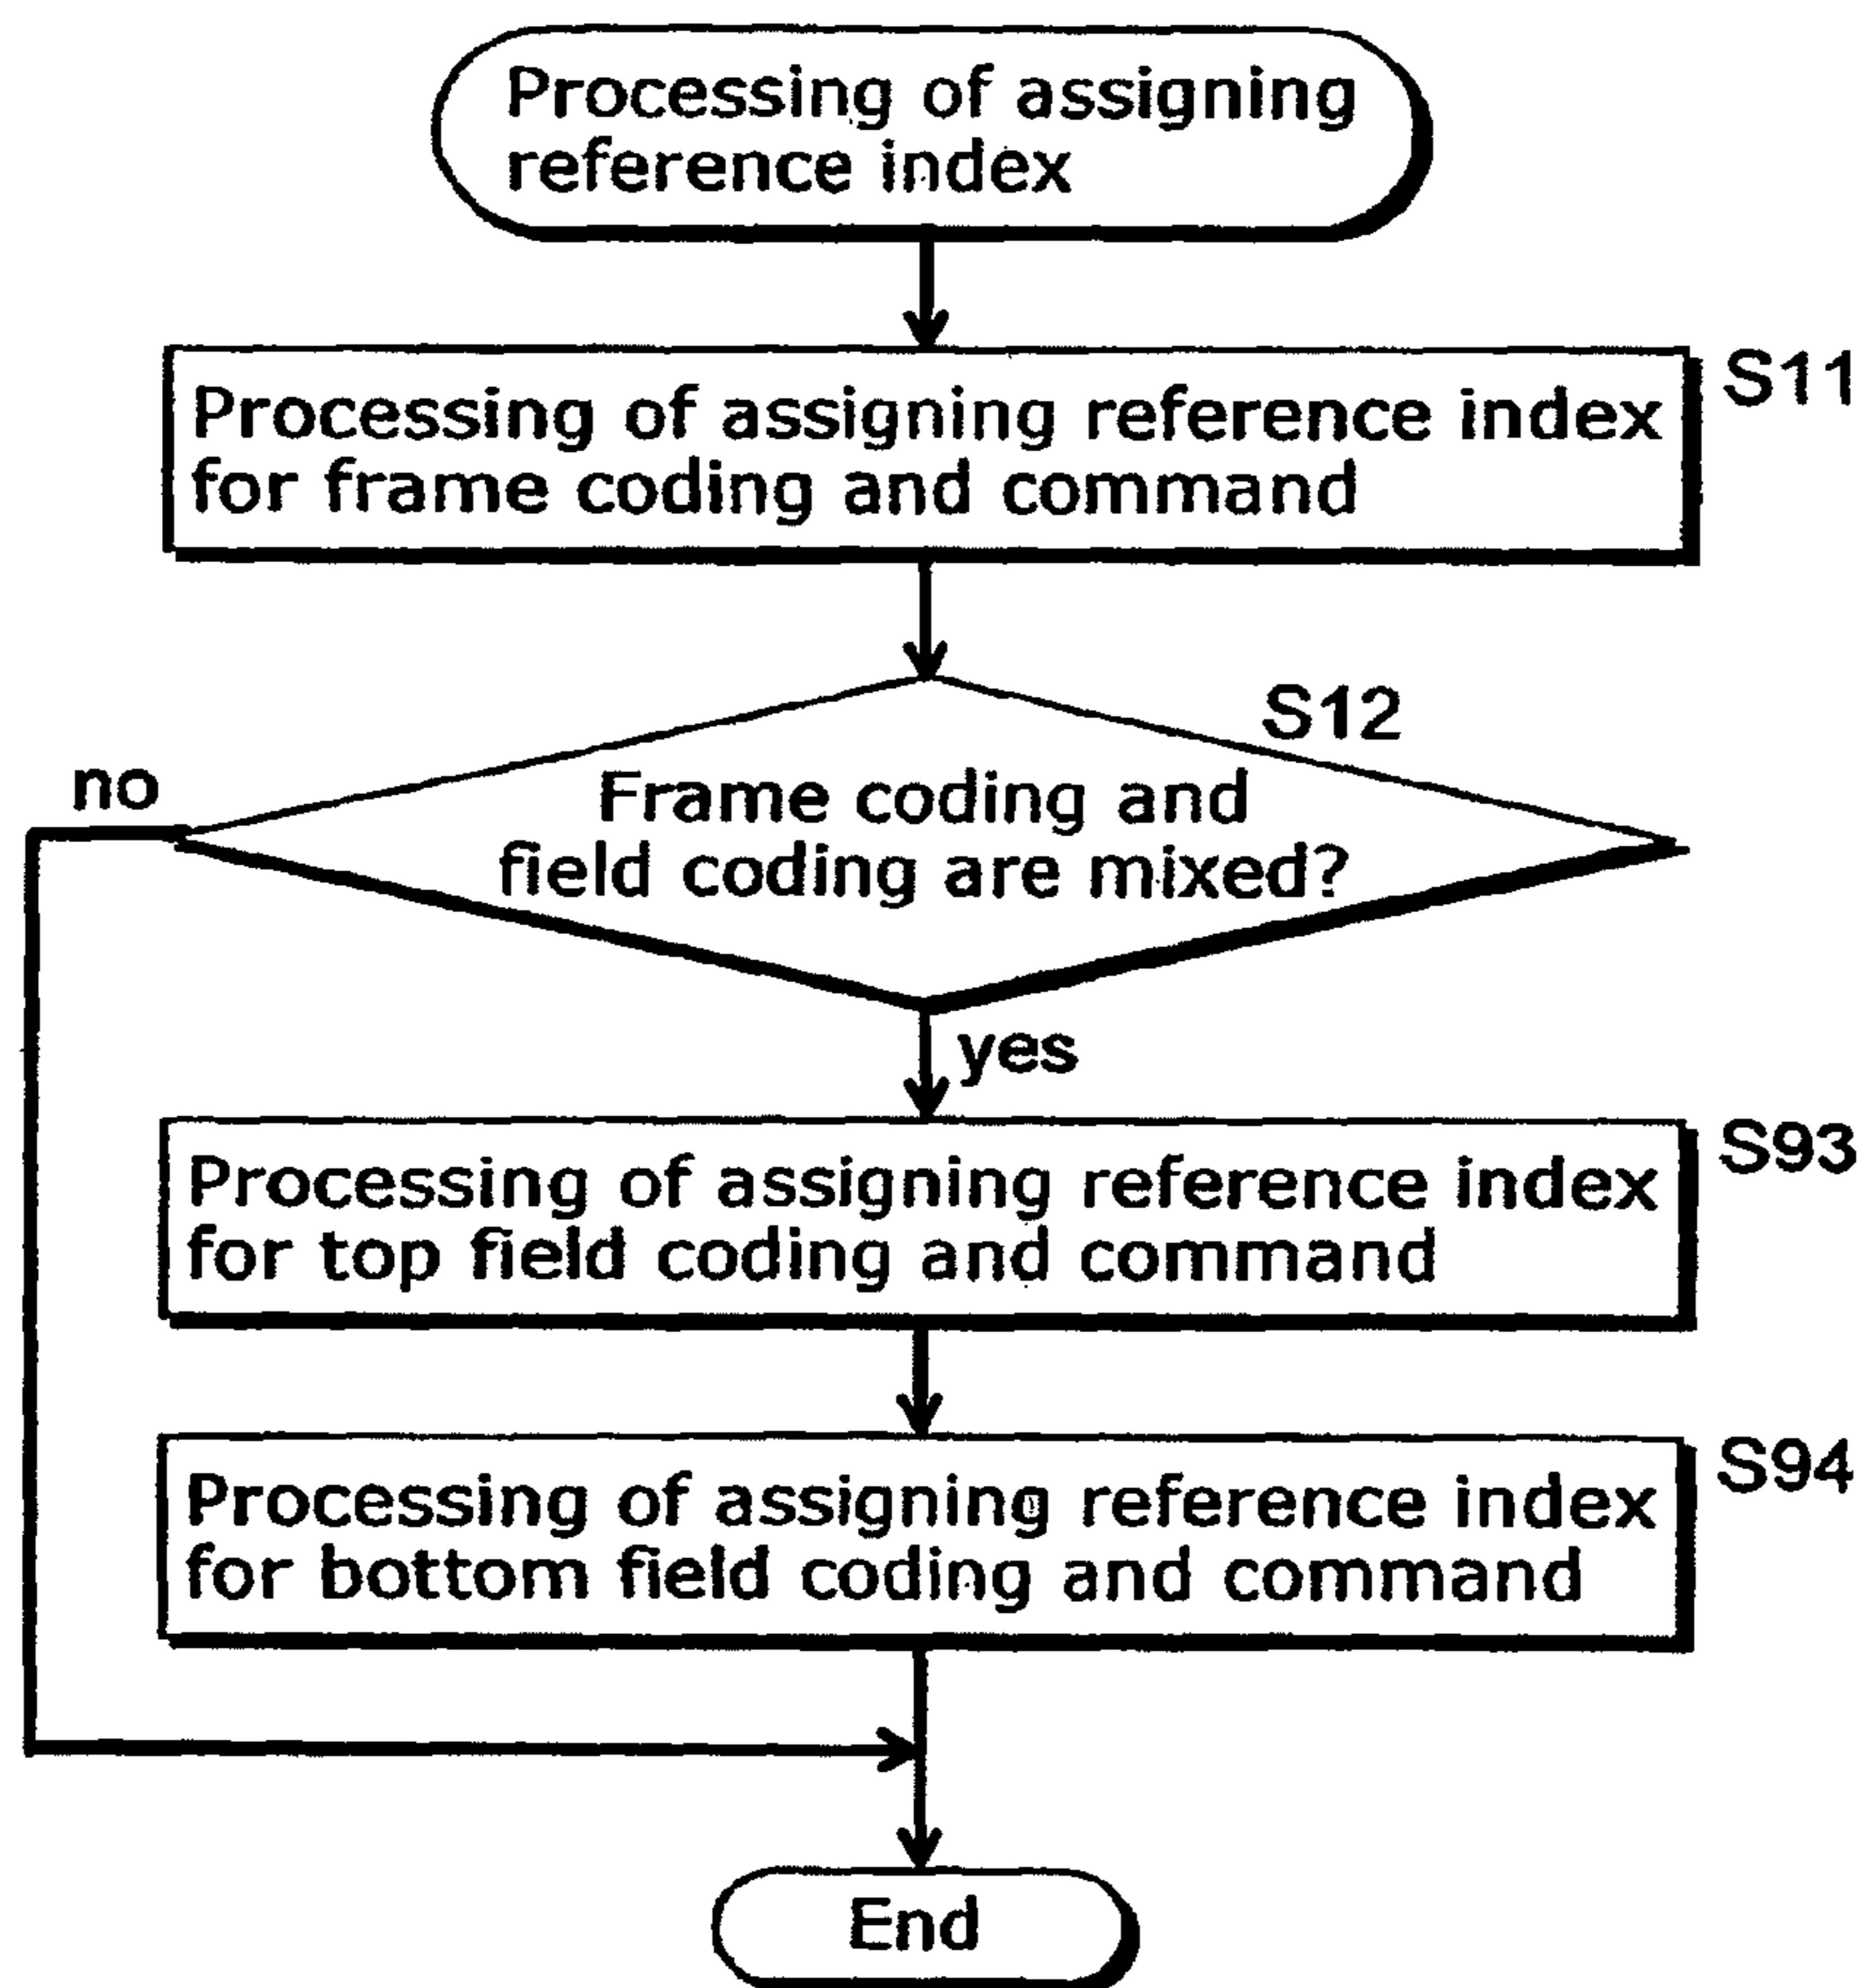 Processing of assigning
reference index
Processing of assigning reference index
for frame coding and command
S11
S12
Frame coding and
field coding are mixed?
no
yes
Processing of assigning reference index
for top field coding and command
S93
Processing of assigning reference index
for bottom field coding and command
S94
End